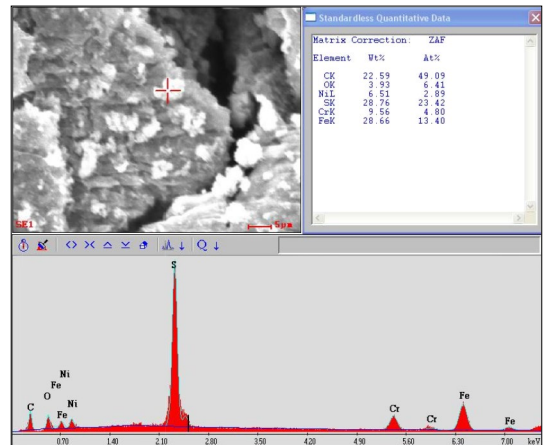 Standardless Quantitative Data
Matrix Correction: ZAF
Element Wt% At%
CK 22.59 49.09
OK 3.93 6.41
NiL 6.51 2.89
SK 28.76 23.42
CrK 9.56 4.80
FeK 28.66 13.40
SE1
5µm
S
Ni
Fe
O
Ni
C
Fe
Cr
Cr
Fe
Fe
0.70 1.40 2.10 2.80 3.50 4.20 4.90 5.60 6.30 7.00 keV